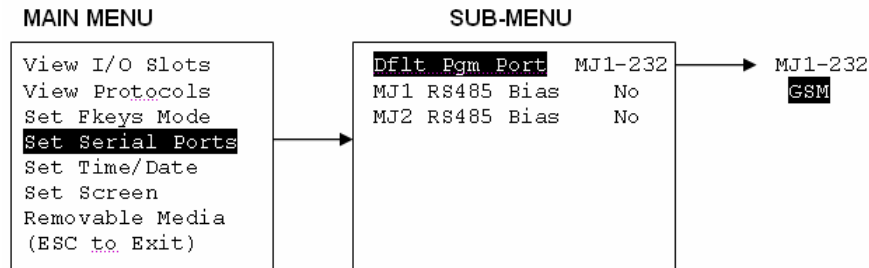 MAIN MENU
View I/O Slots
View Protocols
Set Fkeys Mode
Set Serial Ports
Set Time/Date
Set Screen
Removable Media
(ESC to Exit)
SUB-MENU
Dflt Pgm Port MJ1-232
MJ1 RS485 Bias No
MJ2 RS485 Bias No
MJ1-232
GSM